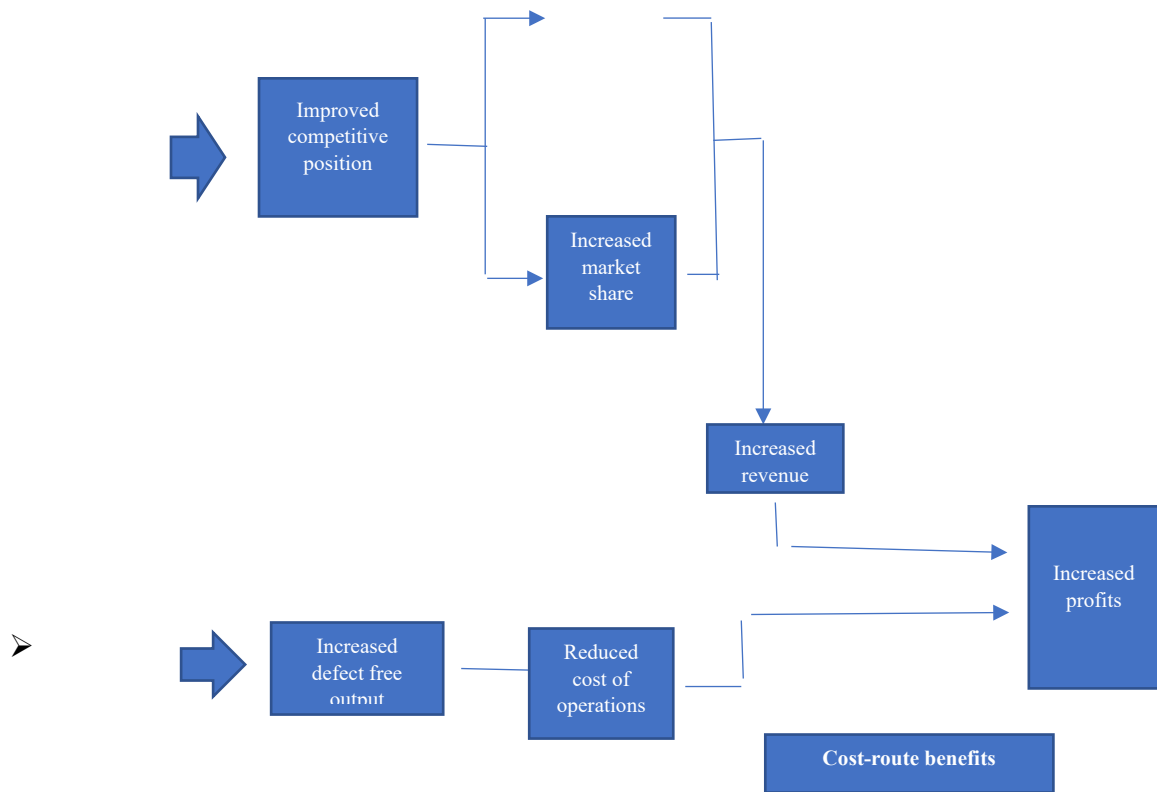 Improved
competitive
position
Increased
market
share
Increased
revenue
Increased
profits
Increased
defect free
output
Reduced
cost of
operations
Cost-route benefits